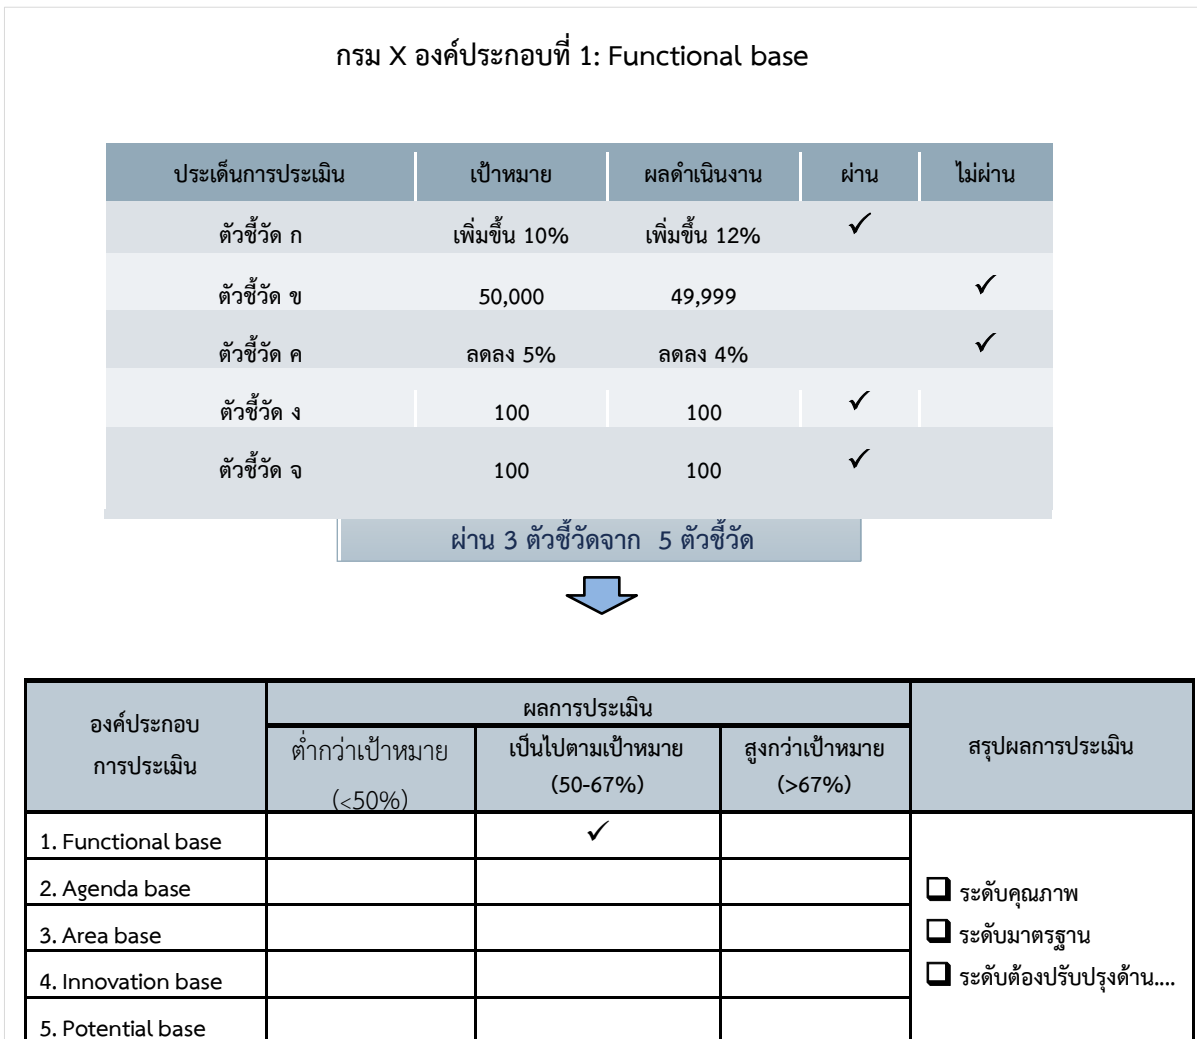 กรม X องค์ประกอบที่ 1: Functional base
ประเด็นการประเมิน เป้าหมาย ผลดำเนินงาน ผ่าน ไม่ผ่าน
ตัวชี้วัด ก เพิ่มขึ้น 10% เพิ่มขึ้น 12% ✓
ตัวชี้วัด ข 50,000 49,999 ✓
ตัวชี้วัด ค ลดลง 5% ลดลง 4% ✓
ตัวชี้วัด ง 100 100 ✓
ตัวชี้วัด จ 100 100 ✓
ผ่าน 3 ตัวชี้วัดจาก 5 ตัวชี้วัด
องค์ประกอบ
การประเมิน
ผลการประเมิน
ต่ำกว่าเป้าหมาย
(<50%)
เป็นไปตามเป้าหมาย
(50-67%)
สูงกว่าเป้าหมาย
(>67%)
สรุปผลการประเมิน
1. Functional base ✓
2. Agenda base
3. Area base
4. Innovation base
5. Potential base
❑ ระดับคุณภาพ
❑ ระดับมาตรฐาน
❑ ระดับต้องปรับปรุงด้าน....